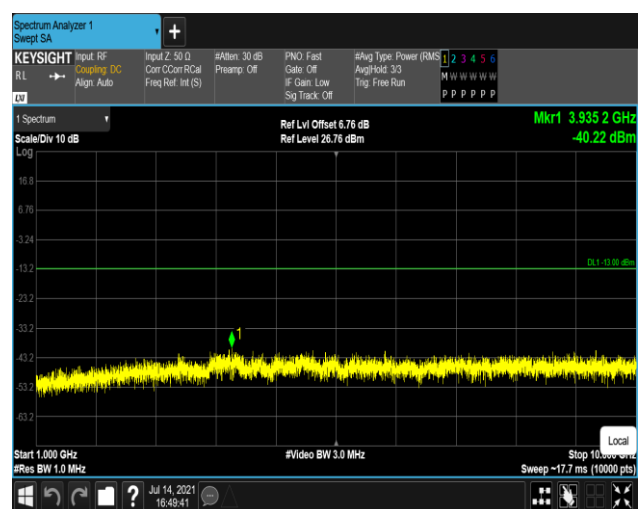 Spectrum Analyzer 1
Swept SA
+
KEYSIGHT
RL
LXI
Input: RF
Coupling: DC
Align: Auto
Input Z: 50 Ω
Corr CCorr RCal
Freq Ref: Int (S)
#Atten: 30 dB
Preamp: Off
PNO: Fast
Gate: Off
IF Gain: Low
Sig Track: Off
#Avg Type: Power (RMS
Avg|Hold: 3/3
Trig: Free Run
1 2 3 4 5 6
M W W W W W
P P P P P P
1 Spectrum
Scale/Div 10 dB
Log
Ref Lvl Offset 6.76 dB
Ref Level 26.76 dBm
Mkr1 3.935 2 GHz
-40.22 dBm
16.8
6.76
-3.24
-13.2
DL1 -13.00 dBm
-23.2
-33.2
1
-43.2
-53.2
-63.2
Local
Start 1.000 GHz
#Res BW 1.0 MHz
#Video BW 3.0 MHz
Stop 10.000 GHz
Sweep ~17.7 ms (10000 pts)
?
Jul 14, 2021
16:49:41